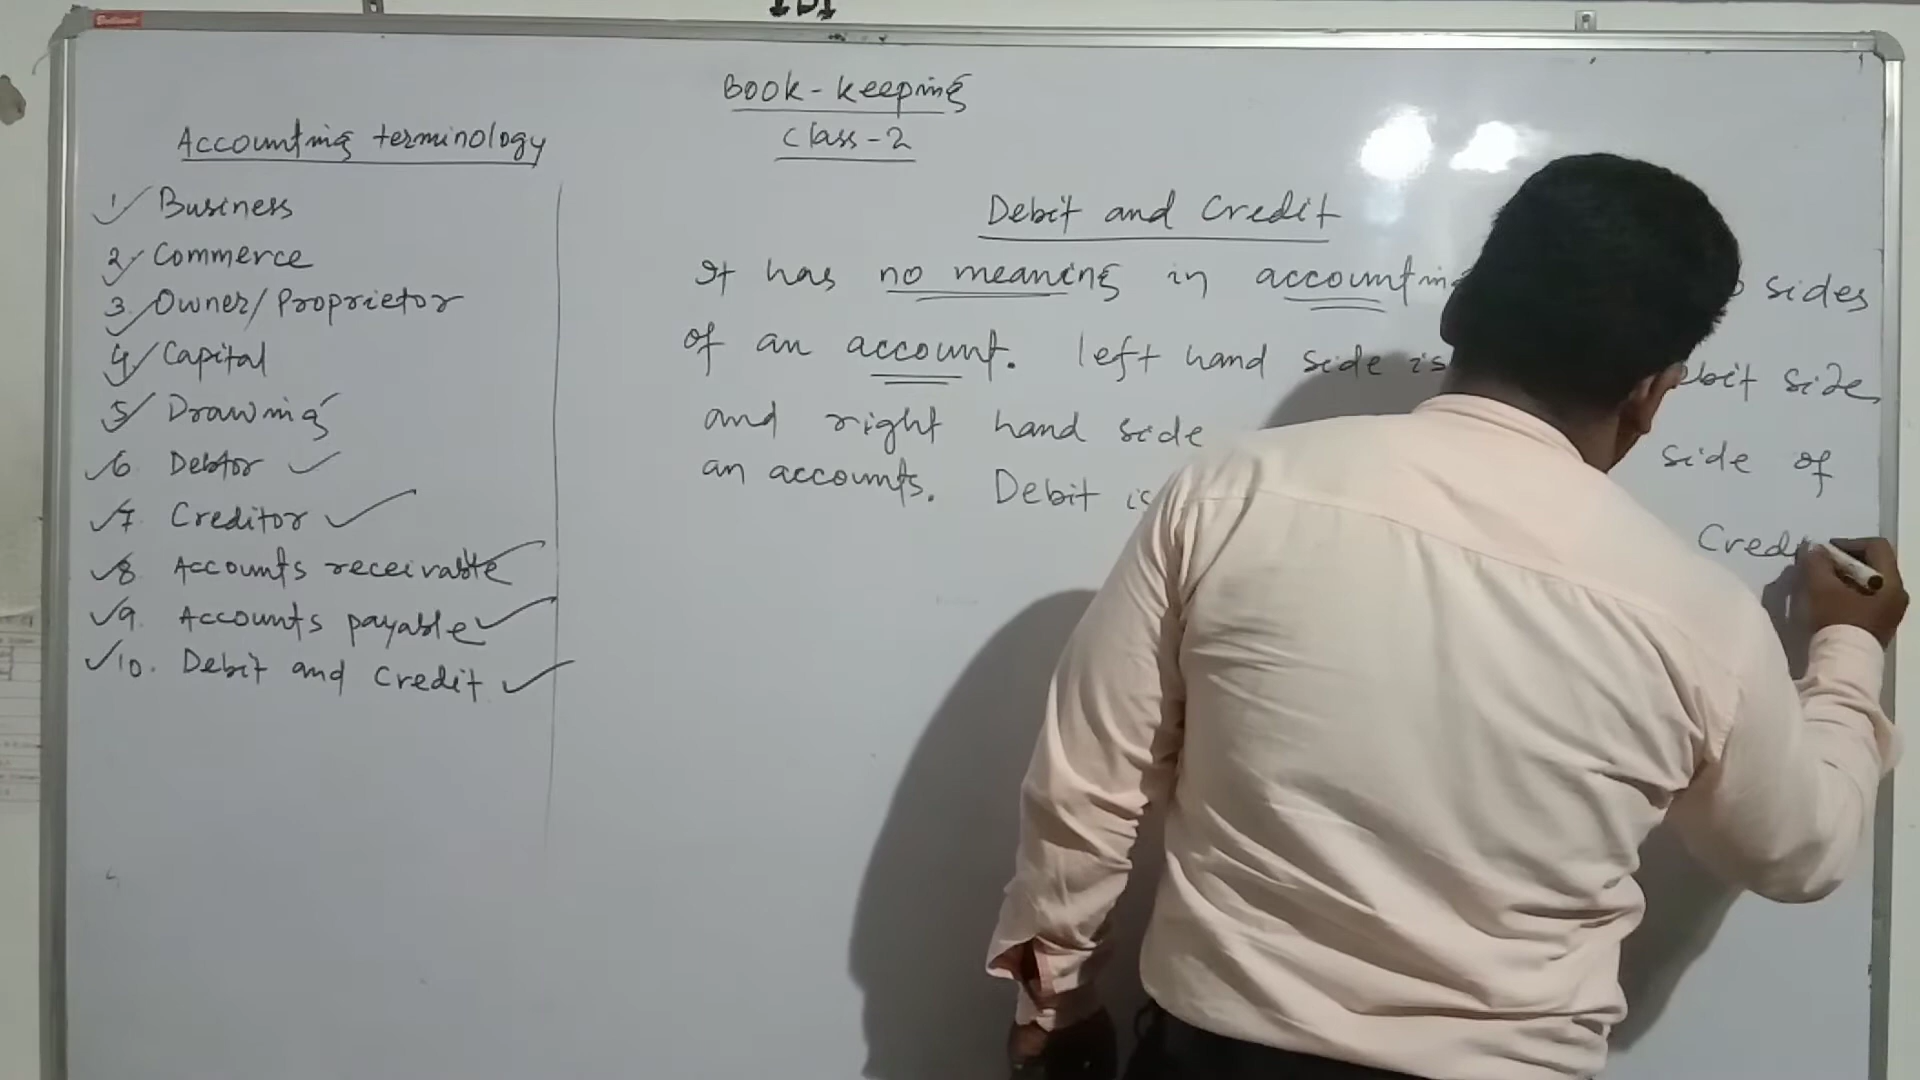 Brilliant
Book-keeping
Class-2
Accounting terminology
1. Business
2. Commerce
3. Owner/Proprietor
4. Capital
5. Drawing
6. Debtor
7. Creditor
8. Accounts receivable
9. Accounts payable
10. Debit and Credit
Debit and Credit
It has no meaning in accounting sides
of an account. left hand side is side
and right hand side side of
an accounts. Debit is Credi